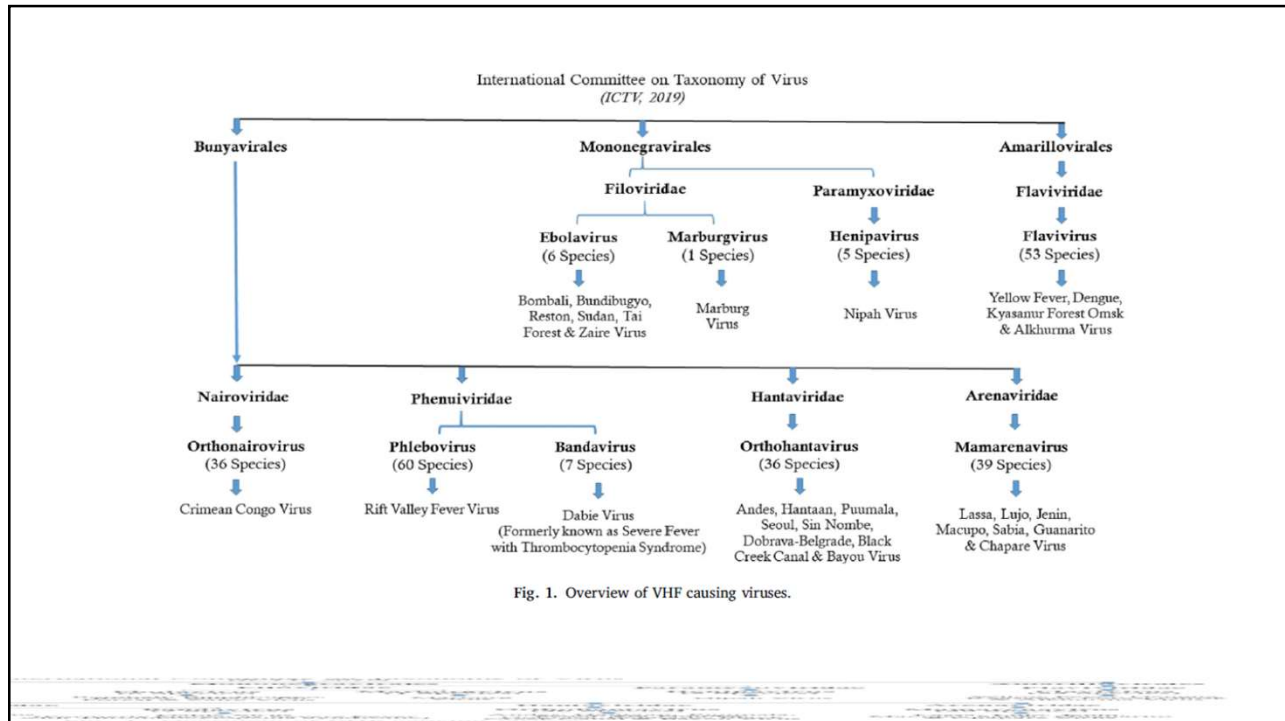 International Committee on Taxonomy of Virus
(ICTV, 2019)
Bunyavirales
Mononegravirales
Amarillovirales
Filoviridae
Paramyxoviridae
Flaviviridae
Ebolavirus
(6 Species)
Marburgvirus
(1 Species)
Henipavirus
(5 Species)
Flavivirus
(53 Species)
Bombali, Bundibugyo,
Reston, Sudan, Tai
Forest & Zaire Virus
Marburg
Virus
Nipah Virus
Yellow Fever, Dengue,
Kyasanur Forest Omsk
& Alkhurma Virus
Nairoviridae
Phenuiviridae
Hantaviridae
Arenaviridae
Orthonairovirus
(36 Species)
Phlebovirus
(60 Species)
Bandavirus
(7 Species)
Orthohantavirus
(36 Species)
Mamarenavirus
(39 Species)
Crimean Congo Virus
Rift Valley Fever Virus
Dabie Virus
(Formerly known as Severe Fever
with Thrombocytopenia Syndrome)
Andes, Hantaan, Puumala,
Seoul, Sin Nombe,
Dobrava-Belgrade, Black
Creek Canal & Bayou Virus
Lassa, Lujo, Jenin,
Macupo, Sabia, Guanarito
& Chapare Virus
Fig. 1. Overview of VHF causing viruses.